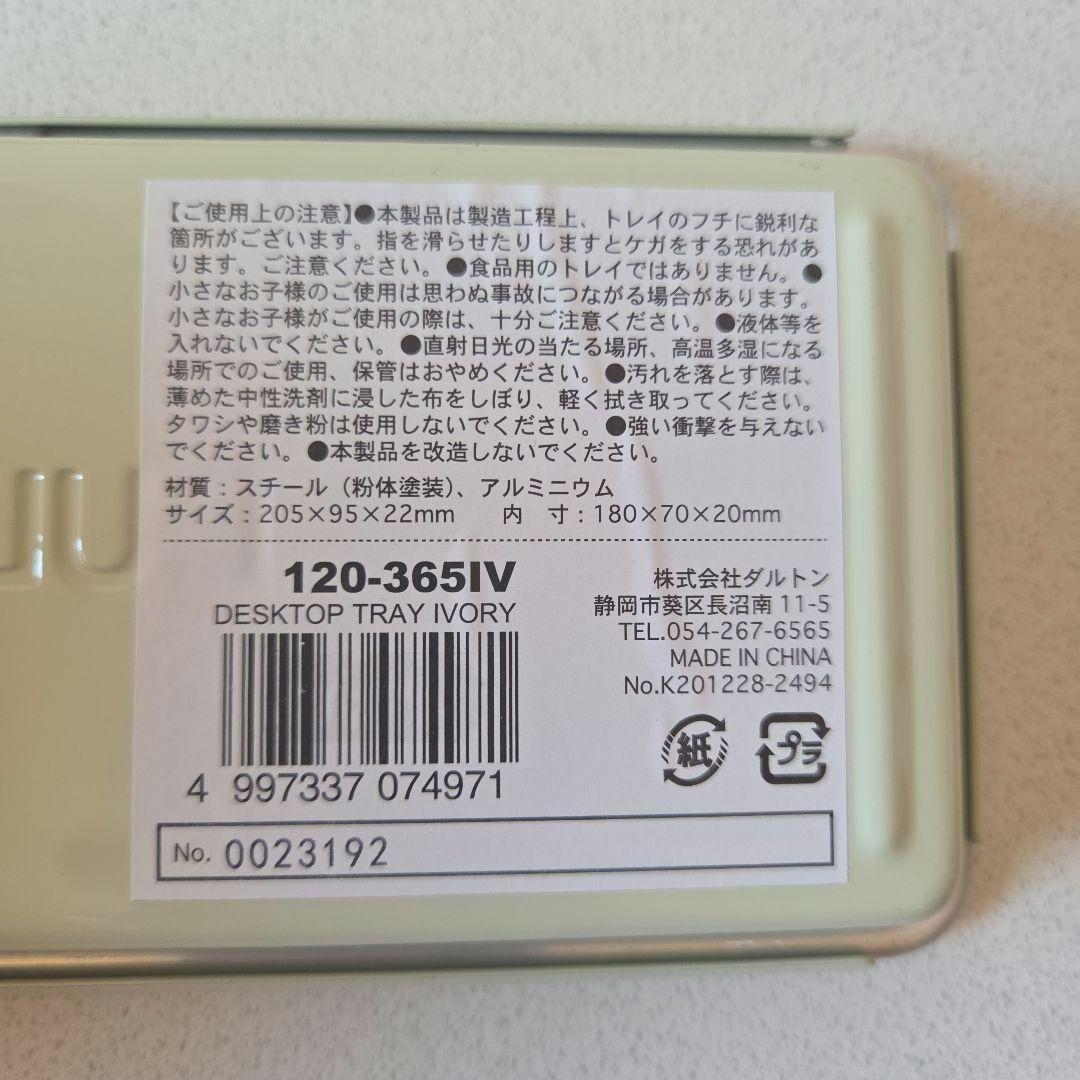 【ご使用上の注意】●本製品は製造工程上、トレイのフチに鋭利な
箇所がございます。指を滑らせたりしますとケガをする恐れがあ
ります。ご注意ください。●食品用のトレイではありません。●
小さなお子様のご使用は思わぬ事故につながる場合があります。
小さなお子様がご使用の際は、十分ご注意ください。●液体等を
入れないでください。●直射日光の当たる場所、高温多湿になる
場所でのご使用、保管はおやめください。●汚れを落とす際は、
薄めた中性洗剤に浸した布をしぼり、軽く拭き取ってください。
タワシや磨き粉は使用しないでください。●強い衝撃を与えない
でください。●本製品を改造しないでください。
材質：スチール（粉体塗装）、アルミニウム
サイズ：205×95×22mm 内 寸：180×70×20mm
120-365IV
DESKTOP TRAY IVORY
4 997337 074971
株式会社ダルトン
静岡市葵区長沼南 11-5
TEL.054-267-6565
MADE IN CHINA
No.K201228-2494
紙
プラ
No. 0023192